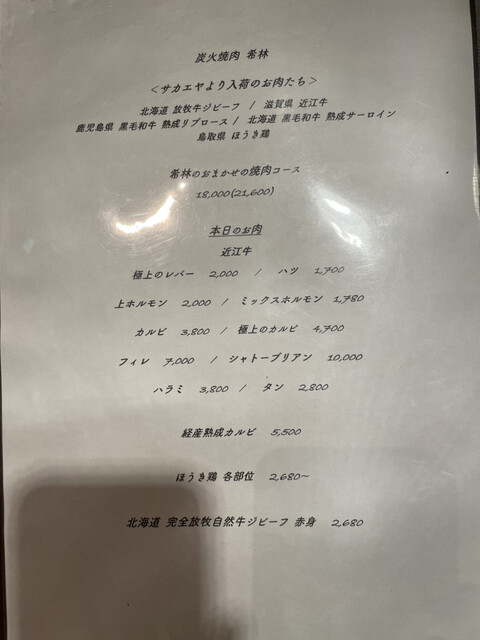 炭火焼肉 希林
＜サカエヤより入荷のお肉たち＞
北海道 放牧牛ジビーフ / 滋賀県 近江牛
鹿児島県 黒毛和牛 熟成リブロース / 北海道 黒毛和牛 熟成サーロイン
鳥取県 ほうき鶏
希林のおまかせの焼肉コース
18,000(21,600)
本日のお肉
近江牛
極上のレバー 2,000 / ハツ 1,700
上ホルモン 2,000 / ミックスホルモン 1,780
カルビ 3,800 / 極上のカルビ 4,700
フィレ 7,000 / シャトーブリアン 10,000
ハラミ 3,800 / タン 2,800
経産熟成カルビ 5,500
ほうき鶏 各部位 2,680～
北海道 完全放牧自然牛ジビーフ 赤身 2,680